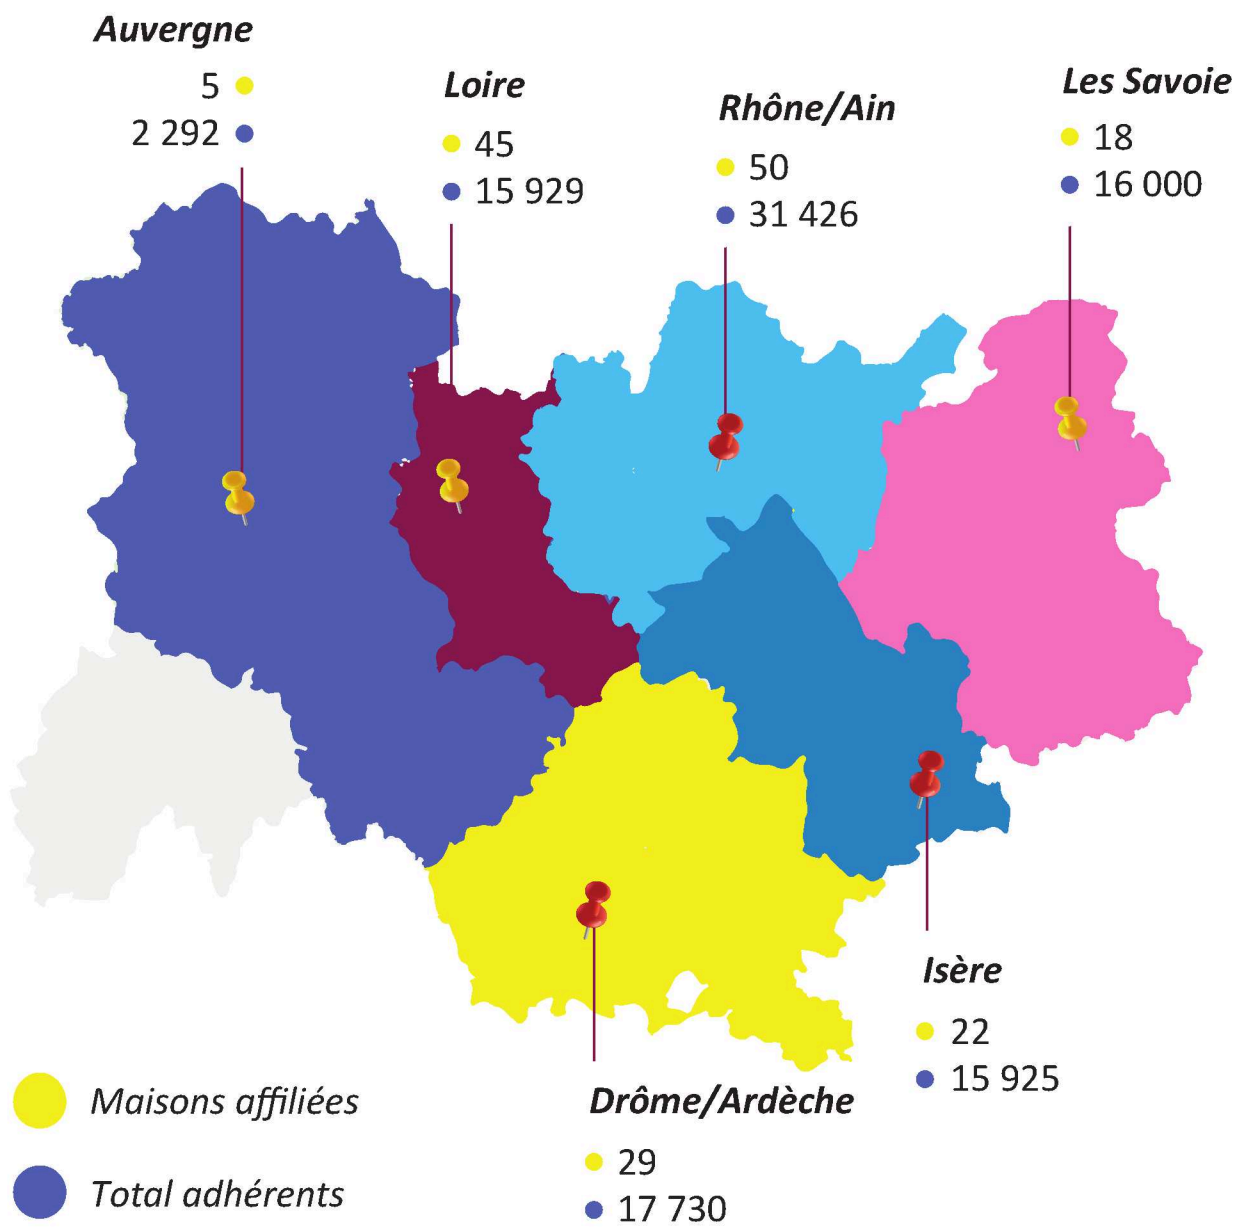 Auvergne
5
2 292
Loire
45
15 929
Rhône/Ain
50
31 426
Les Savoie
18
16 000
Isère
22
15 925
Drôme/Ardèche
29
17 730
Maisons affiliées
Total adhérents